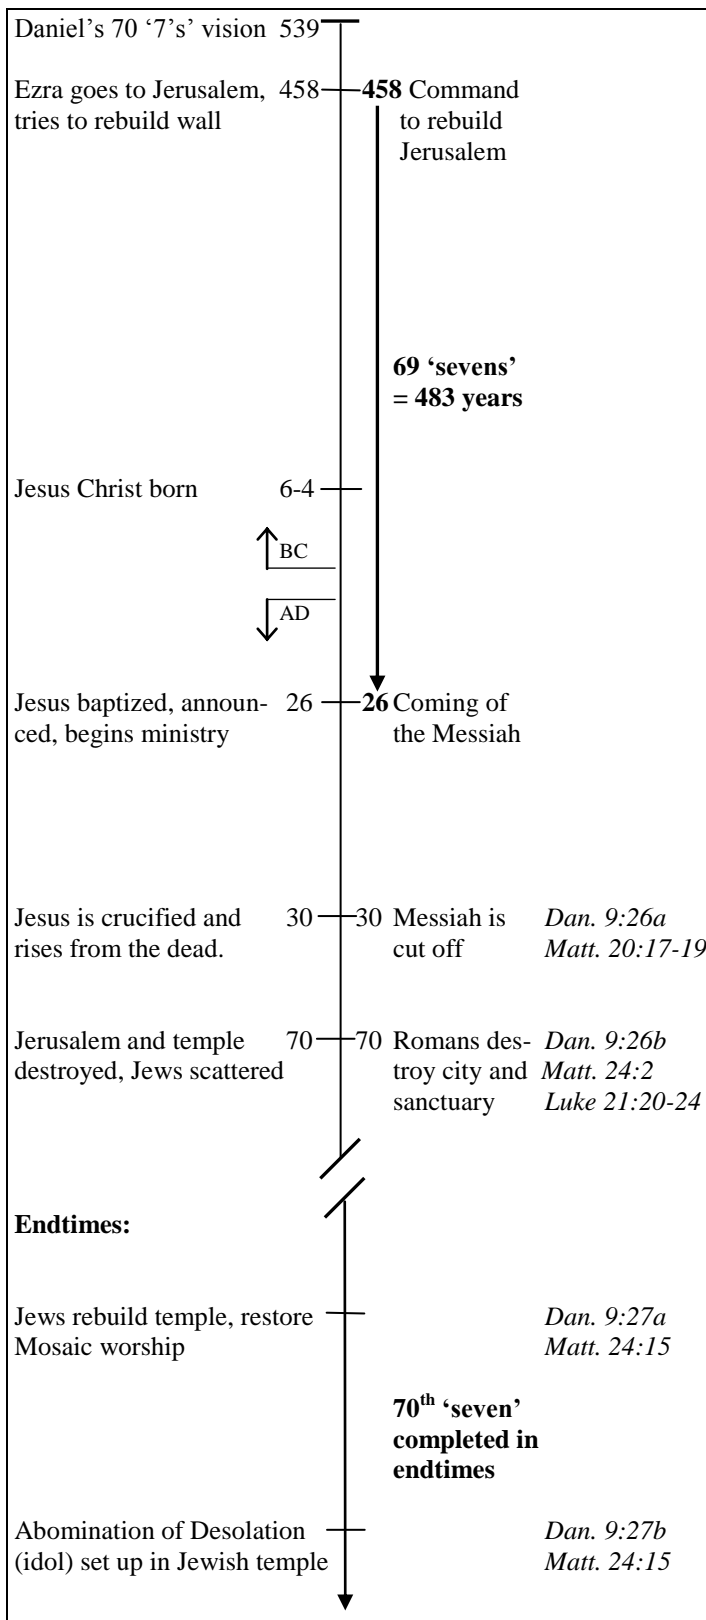 Daniel’s 70 ‘7’s’ vision 539
Ezra goes to Jerusalem, 458 458 Command
tries to rebuild wall to rebuild
Jerusalem
69 ‘sevens’
= 483 years
Jesus Christ born 6-4
BC
AD
Jesus baptized, announ- 26 26 Coming of
ced, begins ministry the Messiah
Jesus is crucified and 30 30 Messiah is Dan. 9:26a
rises from the dead. cut off Matt. 20:17-19
Jerusalem and temple 70 70 Romans des- Dan. 9:26b
destroyed, Jews scattered troy city and Matt. 24:2
sanctuary Luke 21:20-24
Endtimes:
Jews rebuild temple, restore Dan. 9:27a
Mosaic worship Matt. 24:15
70th ‘seven’
completed in
endtimes
Abomination of Desolation Dan. 9:27b
(idol) set up in Jewish temple Matt. 24:15